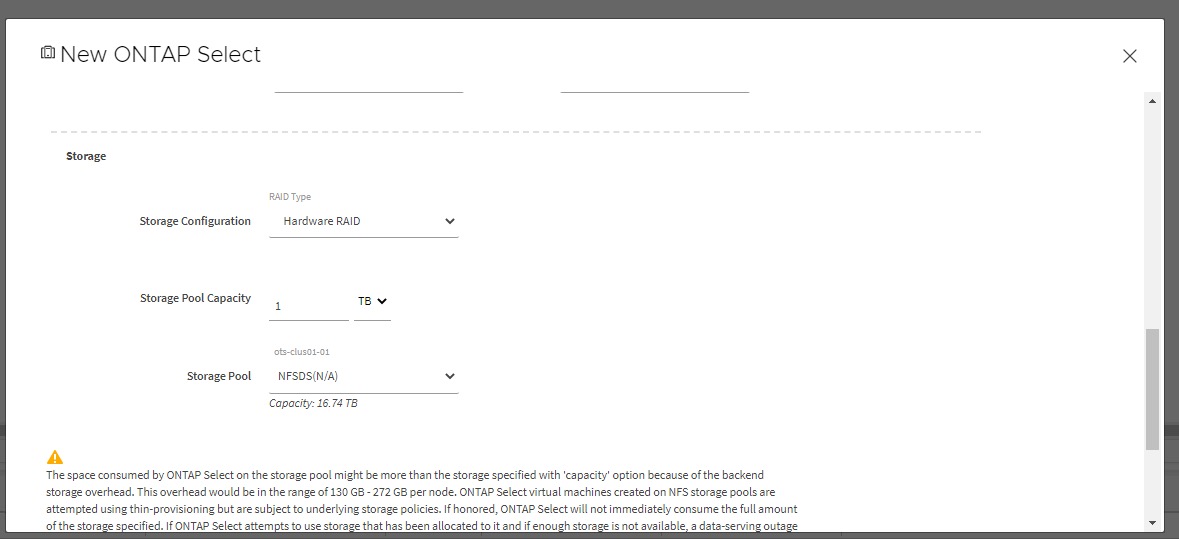 New ONTAP Select
Storage
RAID Type
Storage Configuration Hardware RAID
Storage Pool Capacity 1 TB
ots-clus01-01
Storage Pool NFSDS(N/A)
Capacity: 16.74 TB
The space consumed by ONTAP Select on the storage pool might be more than the storage specified with 'capacity' option because of the backend
storage overhead. This overhead would be in the range of 130 GB - 272 GB per node. ONTAP Select virtual machines created on NFS storage pools are
attempted using thin-provisioning but are subject to underlying storage policies. If honored, ONTAP Select will not immediately consume the full amount
of the storage specified. If ONTAP Select attempts to use storage that has been allocated to it and if enough storage is not available, a data-serving outage